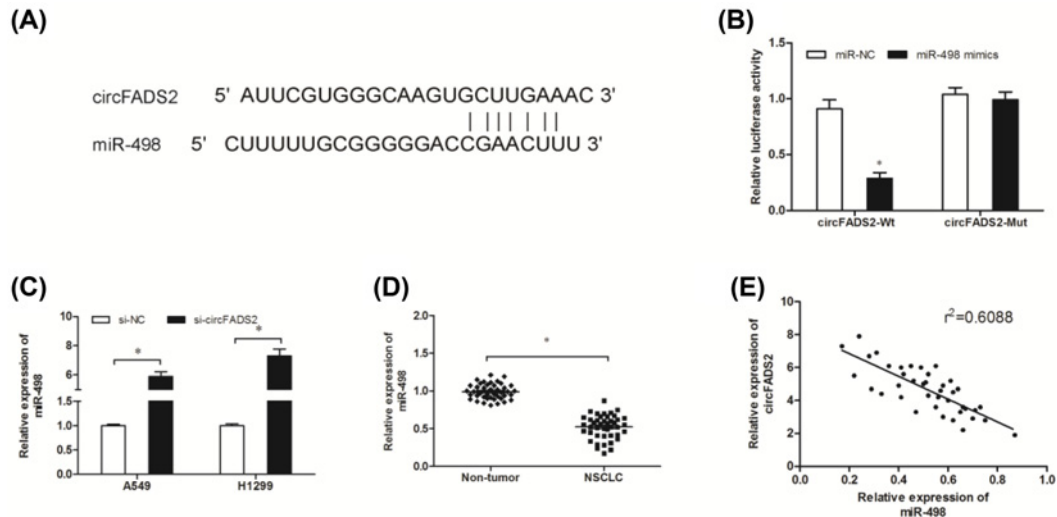 (A)
circFADS2 5' AUUCGUGGGCAAGUGCUUGAAAC 3'
miR-498 5' CUUUUUGCGGGGGACCGAACUUU 3'
(B)
miR-NC miR-498 mimics
Relative luciferase activity
1.5
1.0
0.5
0.0
*
circFADS2-Wt circFADS2-Mut
(C)
si-NC si-circFADS2
Relative expression of
miR-498
10
8
6
4
1.5
1.0
0.5
0.0
* *
A549 H1299
(D)
Relative expression of
miR-498
2.0
1.5
1.0
0.5
0.0
*
Non-tumor NSCLC
(E)
r²=0.6088
Relative expression of
circFADS2
10
8
6
4
2
0
0.0 0.2 0.4 0.6 0.8 1.0
Relative expression of
miR-498